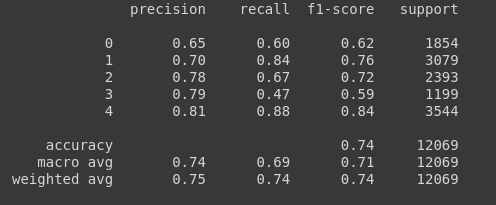 precision recall f1-score support
0 0.65 0.60 0.62 1854
1 0.70 0.84 0.76 3079
2 0.78 0.67 0.72 2393
3 0.79 0.47 0.59 1199
4 0.81 0.88 0.84 3544
accuracy 0.74 12069
macro avg 0.74 0.69 0.71 12069
weighted avg 0.75 0.74 0.74 12069